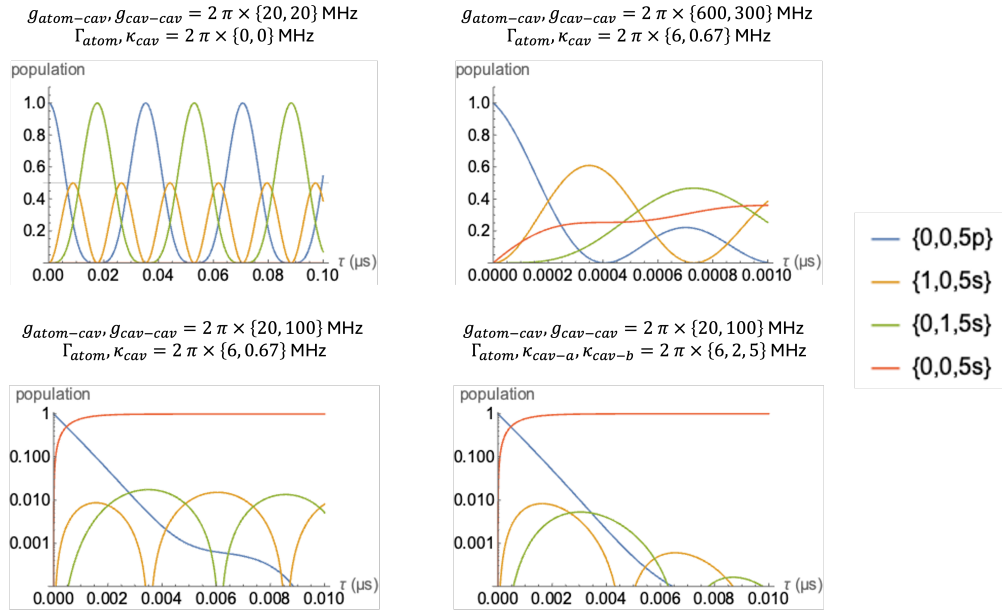 g_atom−cav, g_cav−cav = 2 π × {20, 20} MHz
Γ_atom, κ_cav = 2 π × {0, 0} MHz
population
1.0
0.8
0.6
0.4
0.2
0.00 0.02 0.04 0.06 0.08 0.10
τ (μs)
g_atom−cav, g_cav−cav = 2 π × {600, 300} MHz
Γ_atom, κ_cav = 2 π × {6, 0.67} MHz
population
1.0
0.8
0.6
0.4
0.2
0.0000 0.0002 0.0004 0.0006 0.0008 0.0010
τ (μs)
{0,0,5p}
{1,0,5s}
{0,1,5s}
{0,0,5s}
g_atom−cav, g_cav−cav = 2 π × {20, 100} MHz
Γ_atom, κ_cav = 2 π × {6, 0.67} MHz
population
1
0.100
0.010
0.001
0.000 0.002 0.004 0.006 0.008 0.010
τ (μs)
g_atom−cav, g_cav−cav = 2 π × {20, 100} MHz
Γ_atom, κ_cav−a, κ_cav−b = 2 π × {6, 2, 5} MHz
population
1
0.100
0.010
0.001
0.000 0.002 0.004 0.006 0.008 0.010
τ (μs)